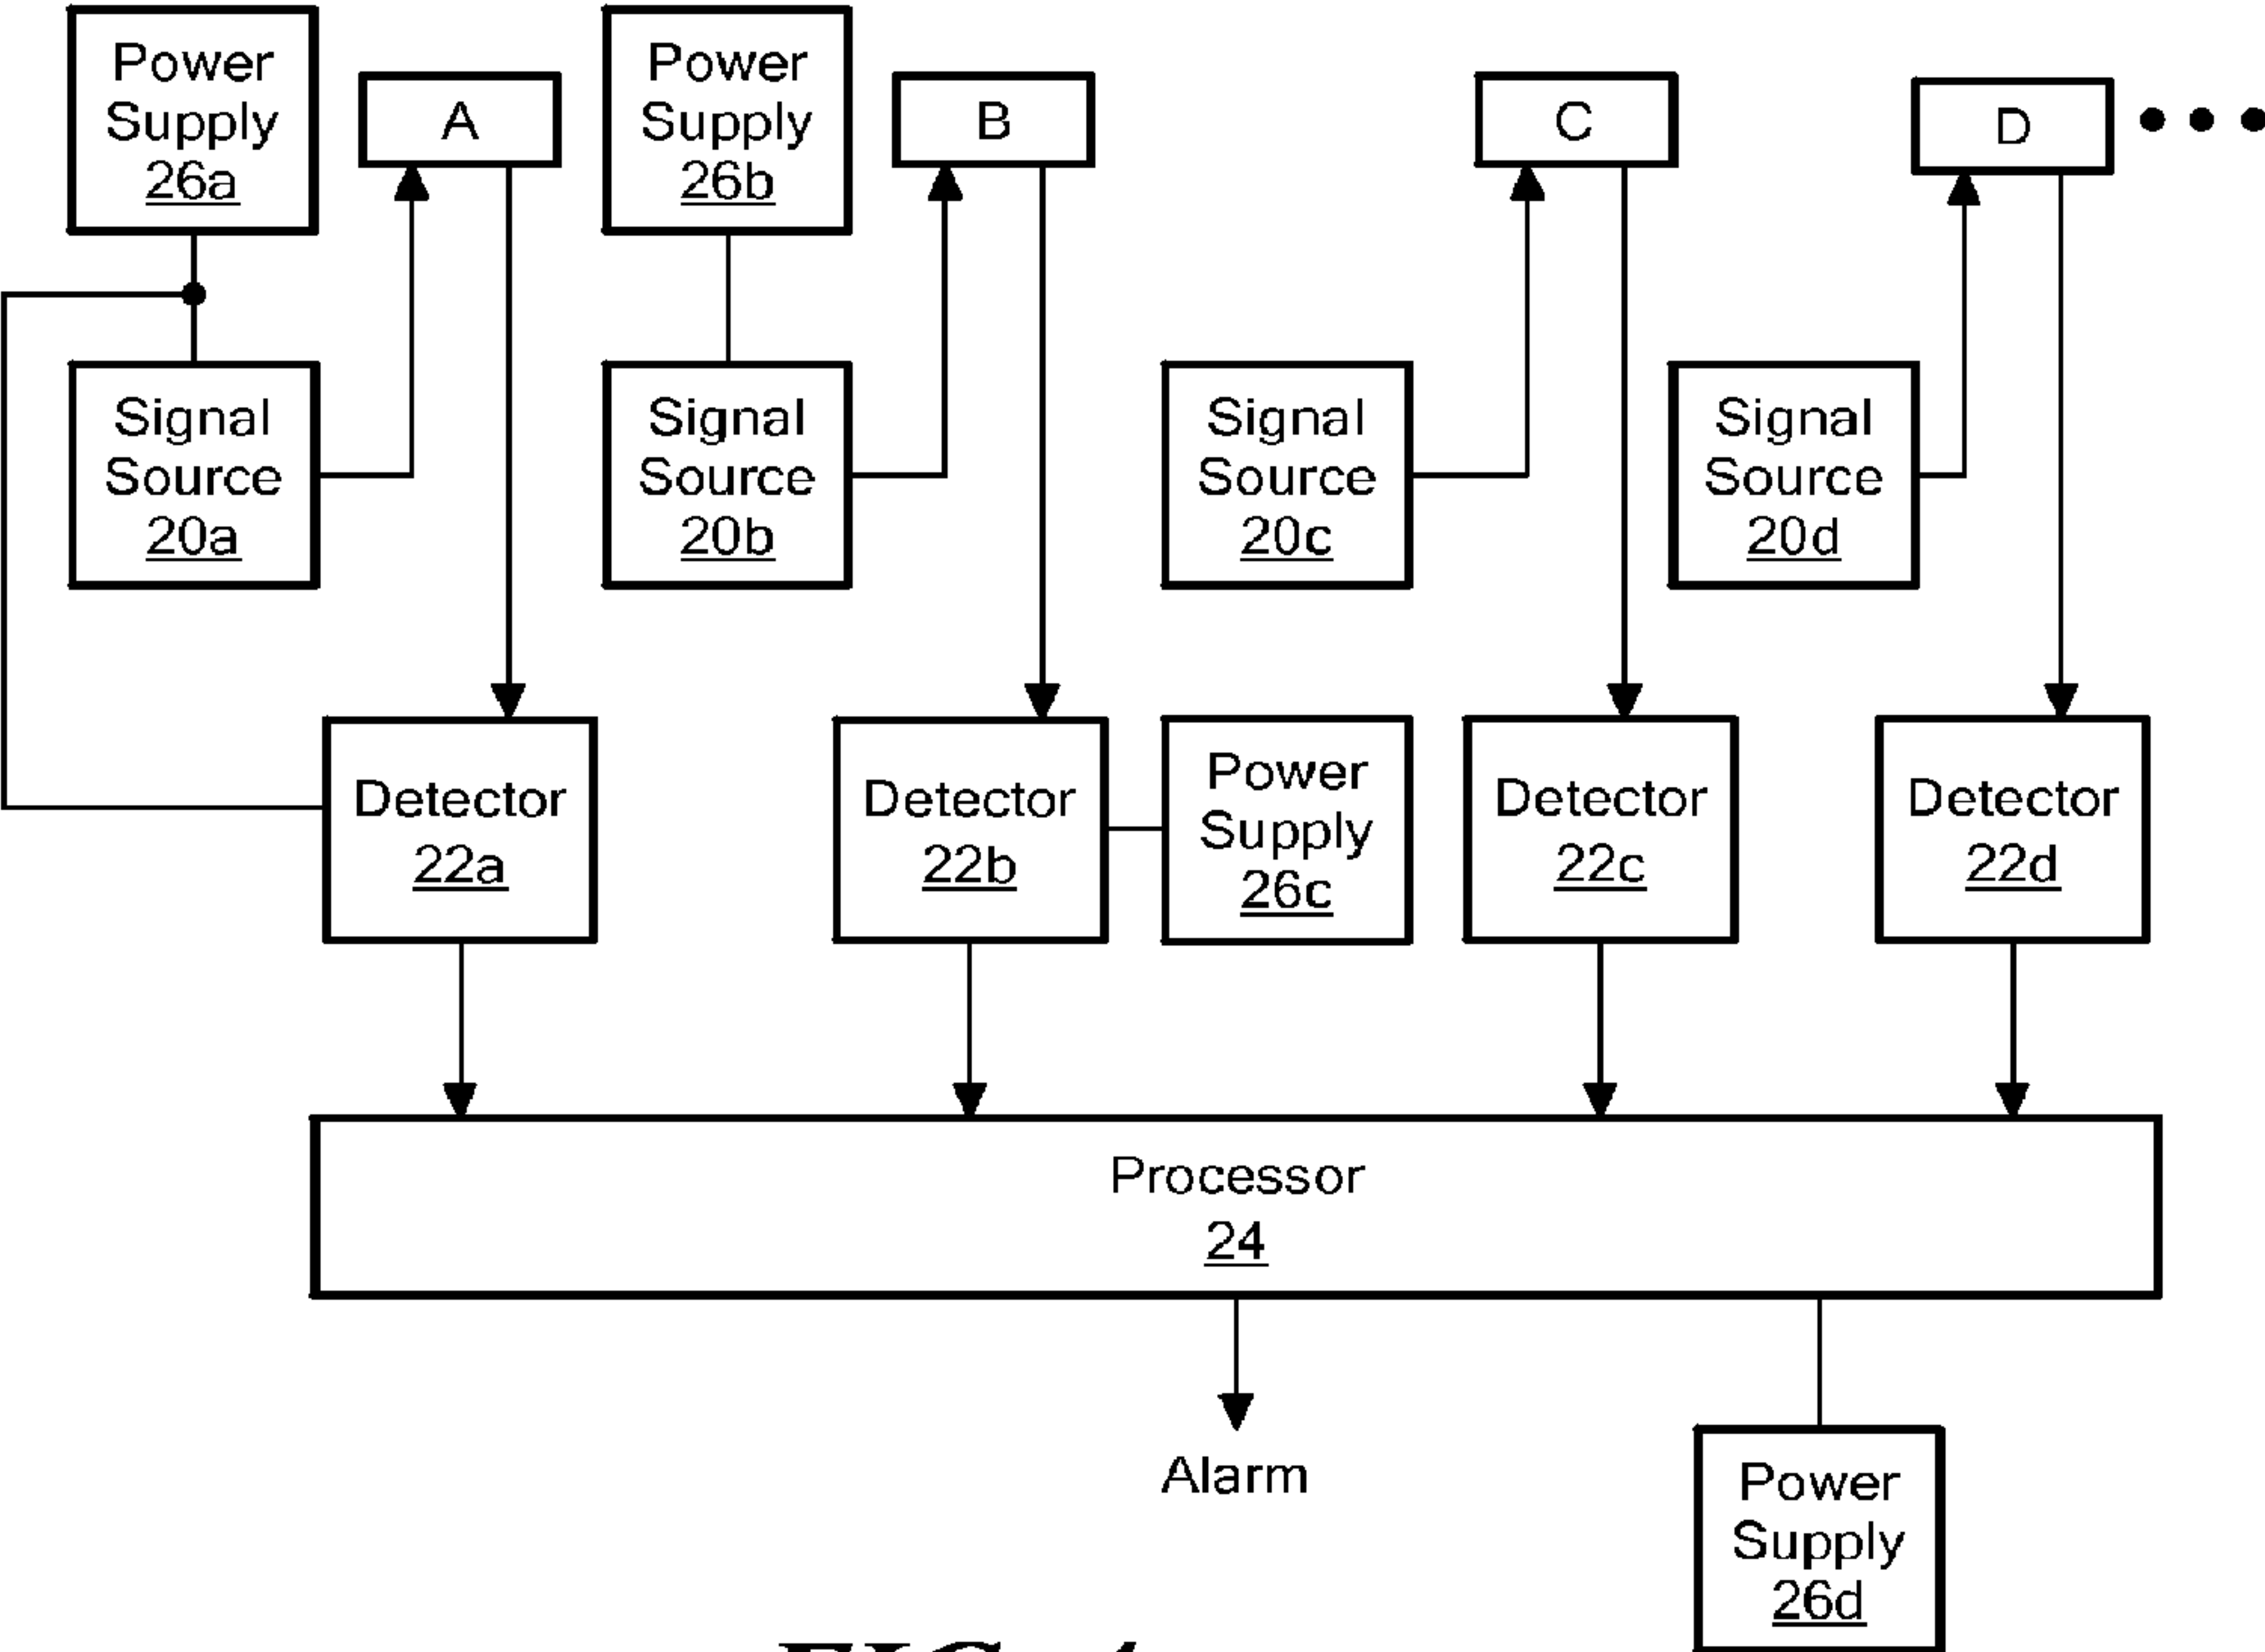 Power
Supply
26a
A
Power
Supply
26b
B
C
D
Signal
Source
20a
Signal
Source
20b
Signal
Source
20c
Signal
Source
20d
Detector
22a
Detector
22b
Power
Supply
26c
Detector
22c
Detector
22d
Processor
24
Alarm
Power
Supply
26d